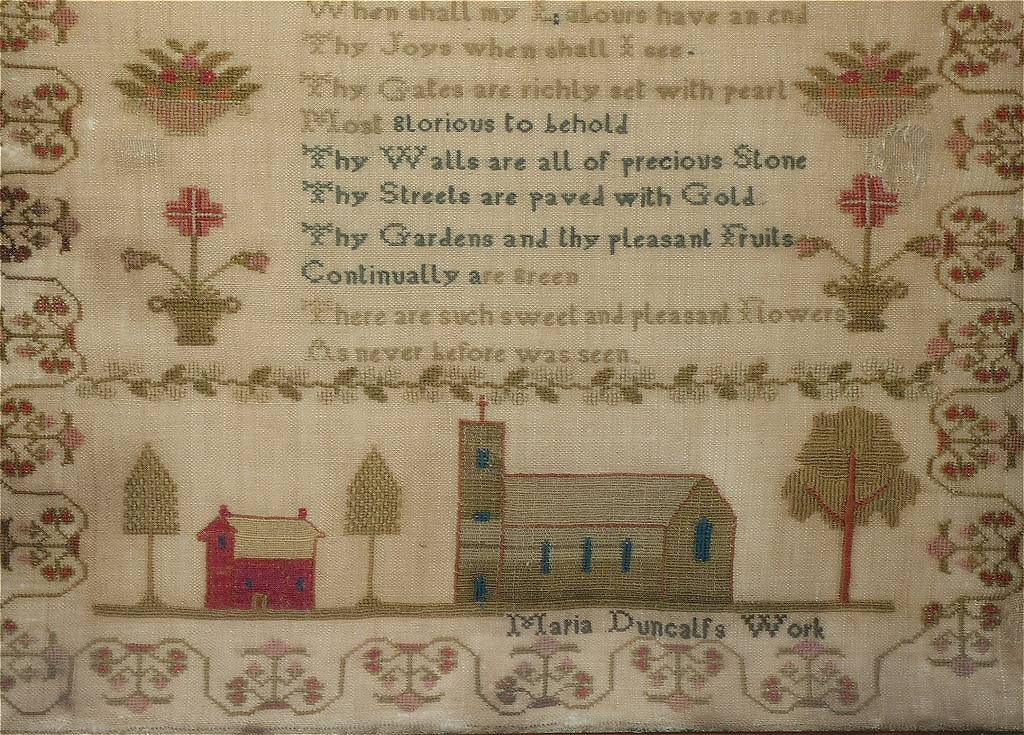 When shall my Labours have an end
Thy Joys when shall I see.
Thy Gates are richly set with pearl
Most glorious to behold
Thy Walls are all of precious Stone
Thy Streets are paved with Gold.
Thy Gardens and thy pleasant Fruits
Continually are green
There are such sweet and pleasant Flowers
As never before was seen.
Maria Duncalfs Work